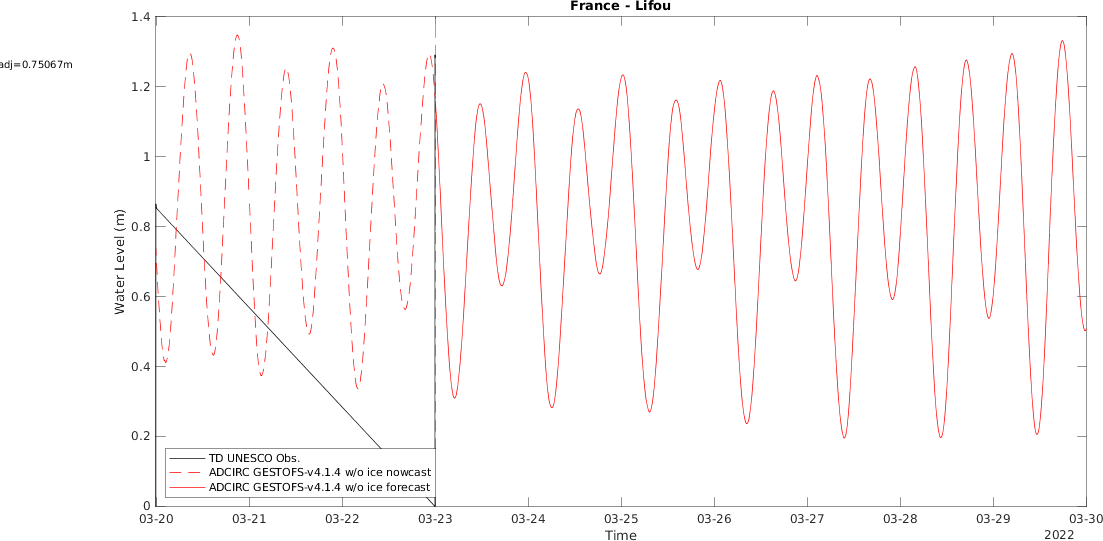 France - Lifou
adj=0.75067m
1.4
1.2
1
0.8
0.6
0.4
0.2
0
Water Level (m)
TD UNESCO Obs.
ADCIRC GESTOFS-v4.1.4 w/o ice nowcast
ADCIRC GESTOFS-v4.1.4 w/o ice forecast
03-20 03-21 03-22 03-23 03-24 03-25 03-26 03-27 03-28 03-29 03-30
Time
2022